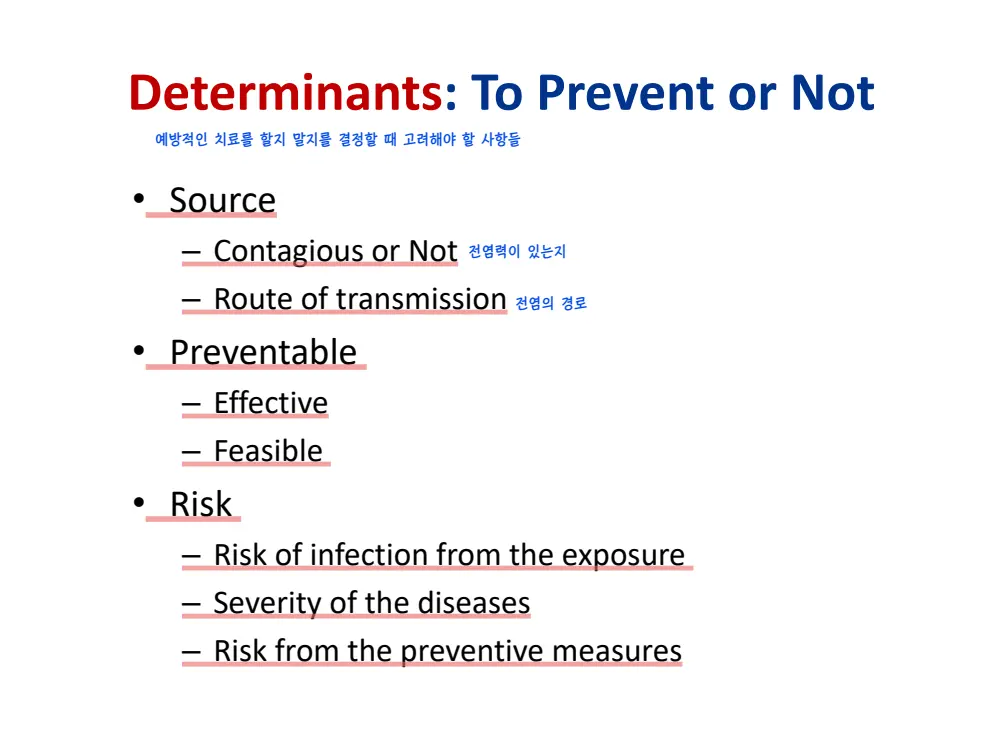 Determinants: To Prevent or Not
예방적인 치료를 할지 말지를 결정할 때 고려해야 할 사항들
• Source
– Contagious or Not 전염력이 있는지
– Route of transmission 전염의 경로
• Preventable
– Effective
– Feasible
• Risk
– Risk of infection from the exposure
– Severity of the diseases
– Risk from the preventive measures